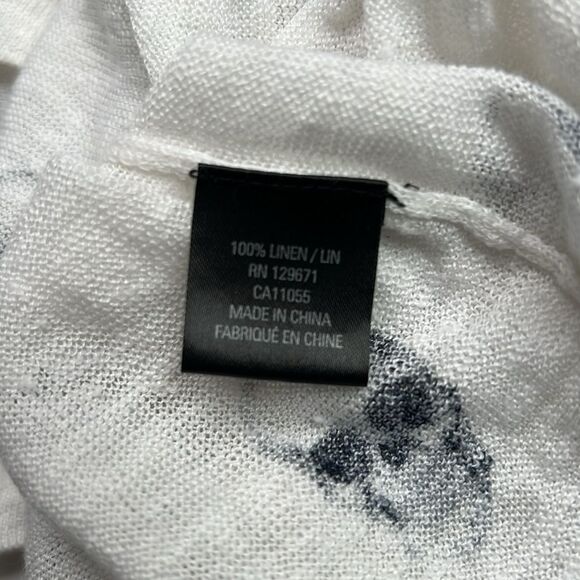 100% LINEN / LIN
RN 129671
CA11055
MADE IN CHINA
FABRIQUÉ EN CHINE